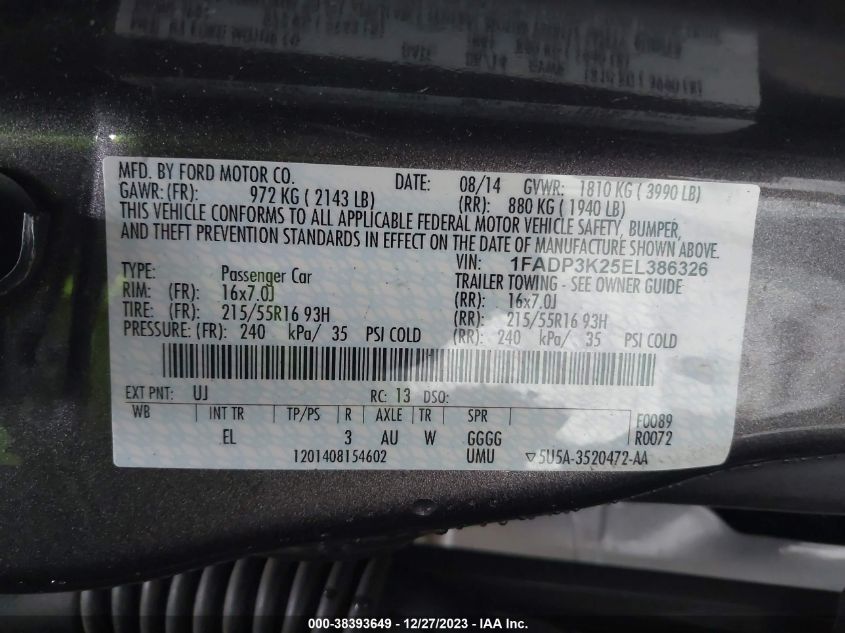 MFD. BY FORD MOTOR CO. DATE: 08/14 GVWR: 1810 KG ( 3990 LB)
GAWR: (FR): 972 KG ( 2143 LB) (RR): 880 KG ( 1940 LB)
THIS VEHICLE CONFORMS TO ALL APPLICABLE FEDERAL MOTOR VEHICLE SAFETY, BUMPER,
AND THEFT PREVENTION STANDARDS IN EFFECT ON THE DATE OF MANUFACTURE SHOWN ABOVE.
VIN: 1FADP3K25EL386326
TYPE: Passenger Car TRAILER TOWING - SEE OWNER GUIDE
RIM: (FR): 16x7.0J (RR): 16x7.0J
TIRE: (FR): 215/55R16 93H (RR): 215/55R16 93H
PRESSURE: (FR): 240 kPa/ 35 PSI COLD (RR): 240 kPa/ 35 PSI COLD
EXT PNT: UJ RC: 13 DSO:
WB INT TR TP/PS R AXLE TR SPR F0089
EL 3 AU W GGGG R0072
1201408154602 UMU ▽5U5A-3520472-AA
000-38393649 - 12/27/2023 - IAA Inc.